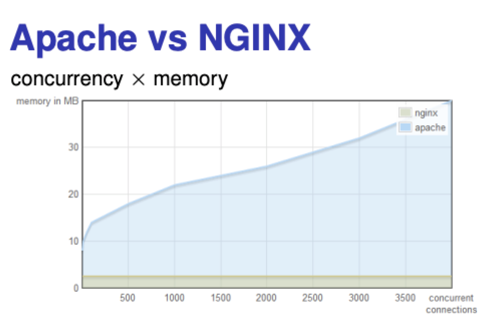 Apache vs NGINX
concurrency × memory
memory in MB
nginx
apache
30
20
10
0
500 1000 1500 2000 2500 3000 3500 concurrent
connections